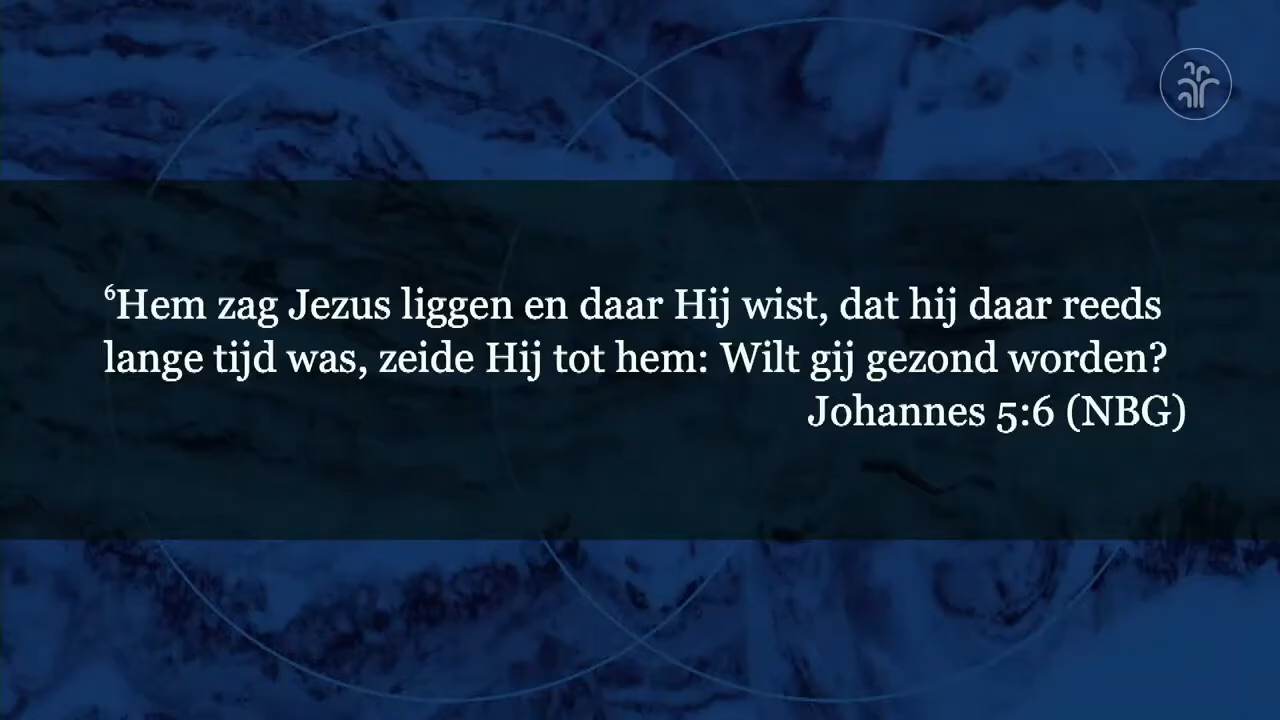 ⁶Hem zag Jezus liggen en daar Hij wist, dat hij daar reeds
lange tijd was, zeide Hij tot hem: Wilt gij gezond worden?
Johannes 5:6 (NBG)